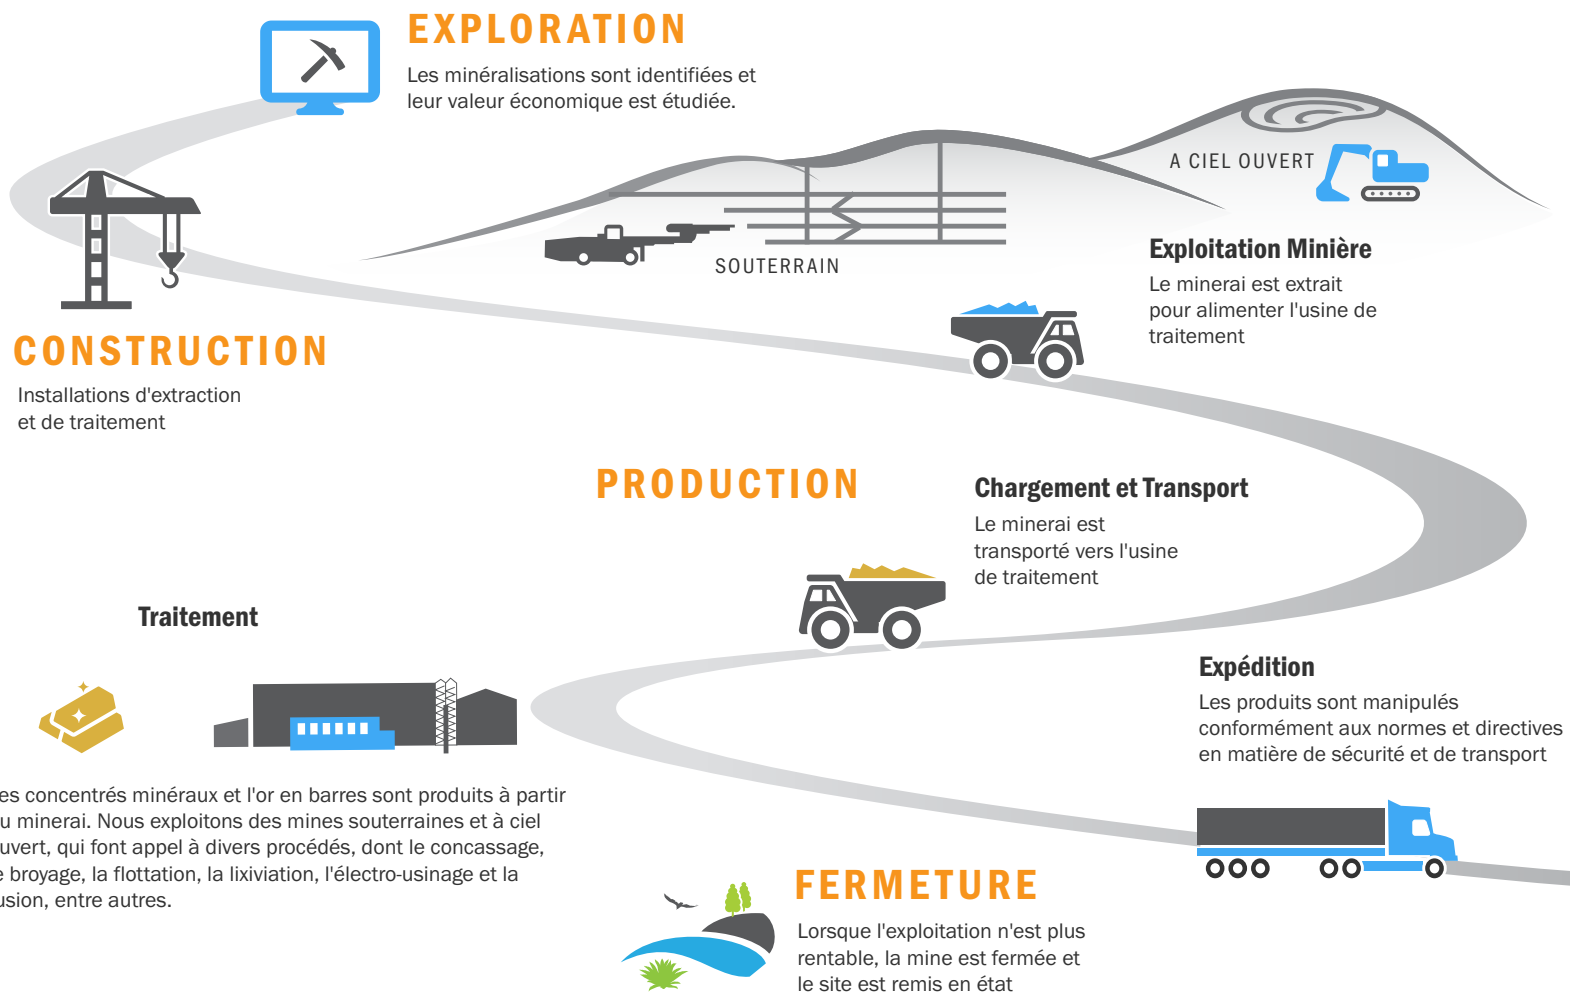 EXPLORATION
Les minéralisations sont identifiées et
leur valeur économique est étudiée.
A CIEL OUVERT
SOUTERRAIN
Exploitation Minière
Le minerai est extrait
pour alimenter l'usine de
traitement
CONSTRUCTION
Installations d'extraction
et de traitement
PRODUCTION
Chargement et Transport
Le minerai est
transporté vers l'usine
de traitement
Traitement
es concentrés minéraux et l'or en barres sont produits à partir
u minerai. Nous exploitons des mines souterraines et à ciel
uvert, qui font appel à divers procédés, dont le concassage,
e broyage, la flottation, la lixiviation, l'électro-usinage et la
usion, entre autres.
Expédition
Les produits sont manipulés
conformément aux normes et directives
en matière de sécurité et de transport
FERMETURE
Lorsque l'exploitation n'est plus
rentable, la mine est fermée et
le site est remis en état